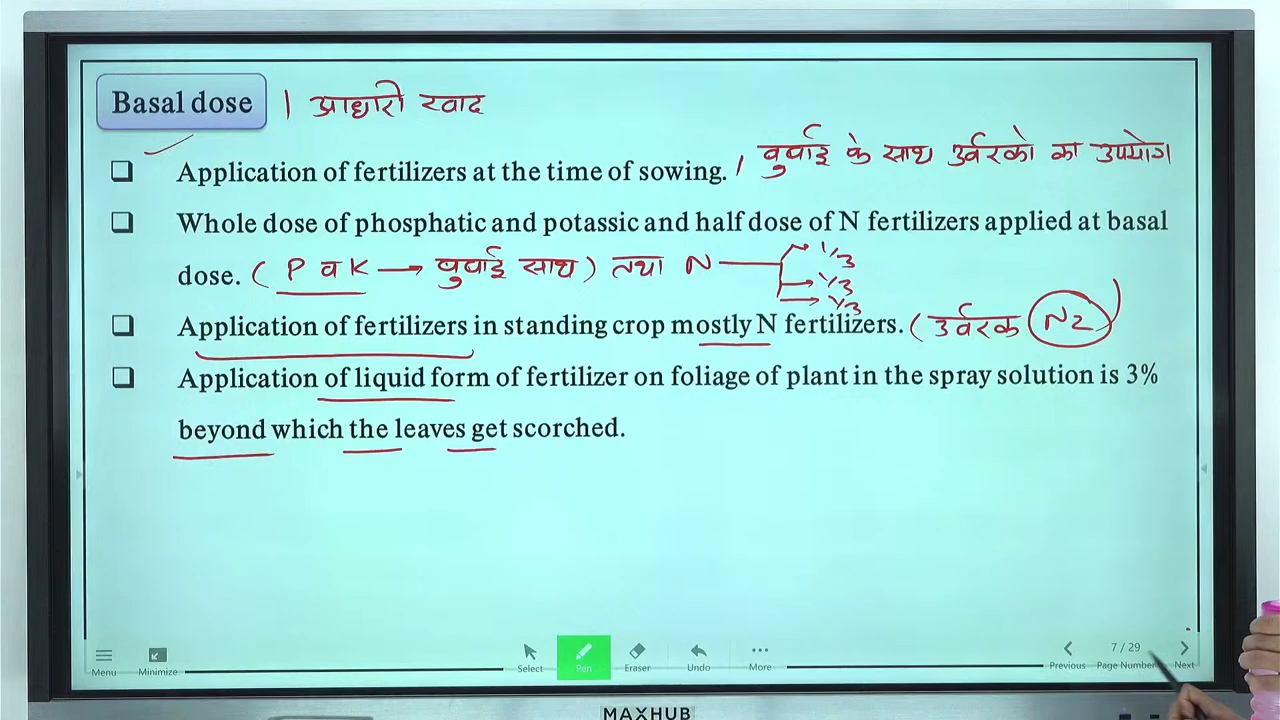 Basal dose | आधारी खाद
☐ Application of fertilizers at the time of sowing. / बुवाई के साथ उर्वरको का उपयोग
☐ Whole dose of phosphatic and potassic and half dose of N fertilizers applied at basal
dose. ( P व K → बुवाई साथ ) तथा N 1/3
1/3
1/3
☐ Application of fertilizers in standing crop mostly N fertilizers. ( उर्वरक N2 )
☐ Application of liquid form of fertilizer on foliage of plant in the spray solution is 3%
beyond which the leaves get scorched.
Menu Minimize Select Pen Eraser Undo More Previous 7 / 29 Page Number Next
MAXHUB